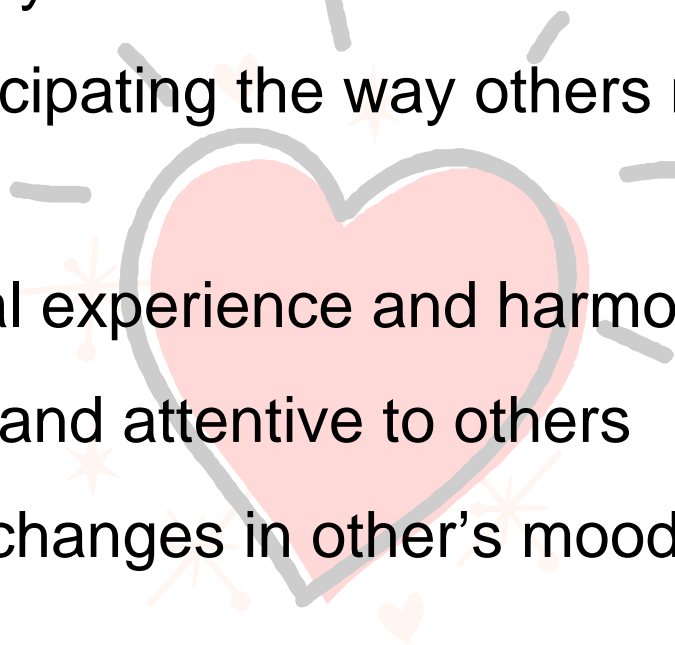 cipating the way others
al experience and harmo
and attentive to others
changes in other’s mood